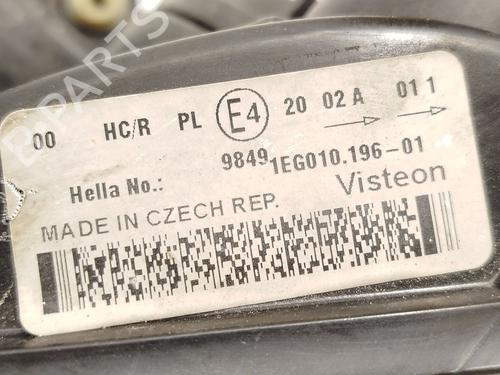 B-PARTS
00 HC/R PL E4 20 02 A 01 1
9849
Hella No.: 1EG010.196-01
MADE IN CZECH REP. Visteon